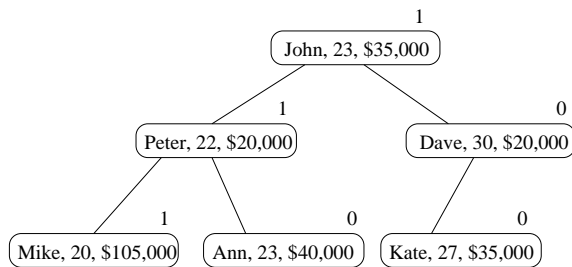 1
John, 23, $35,000
1
Peter, 22, $20,000
0
Dave, 30, $20,000
1
Mike, 20, $105,000
0
Ann, 23, $40,000
0
Kate, 27, $35,000